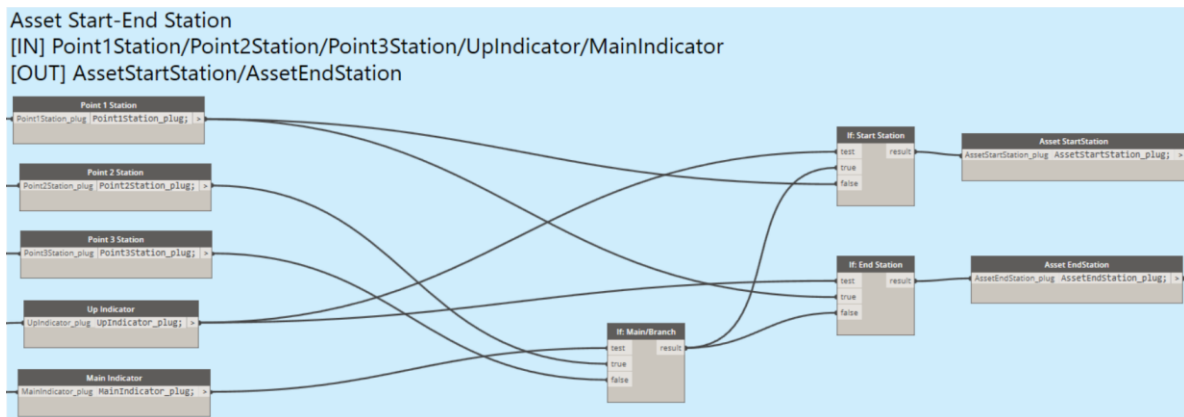 Asset Start-End Station
[IN] Point1Station/Point2Station/Point3Station/UpIndicator/MainIndicator
[OUT] AssetStartStation/AssetEndStation
Point 1 Station
Point1Station_plug Point1Station_plug; >
Point 2 Station
Point2Station_plug Point2Station_plug; >
Point 3 Station
Point3Station_plug Point3Station_plug; >
Up Indicator
UpIndicator_plug UpIndicator_plug; >
Main Indicator
MainIndicator_plug MainIndicator_plug; >
If: Main/Branch
test result
true
false
If: Start Station
test result
true
false
Asset StartStation
AssetStartStation_plug AssetStartStation_plug; >
If: End Station
test result
true
false
Asset EndStation
AssetEndStation_plug AssetEndStation_plug; >